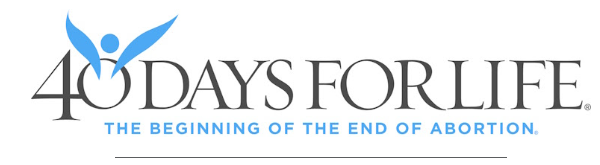 40 DAYS FOR LIFE®
THE BEGINNING OF THE END OF ABORTION®